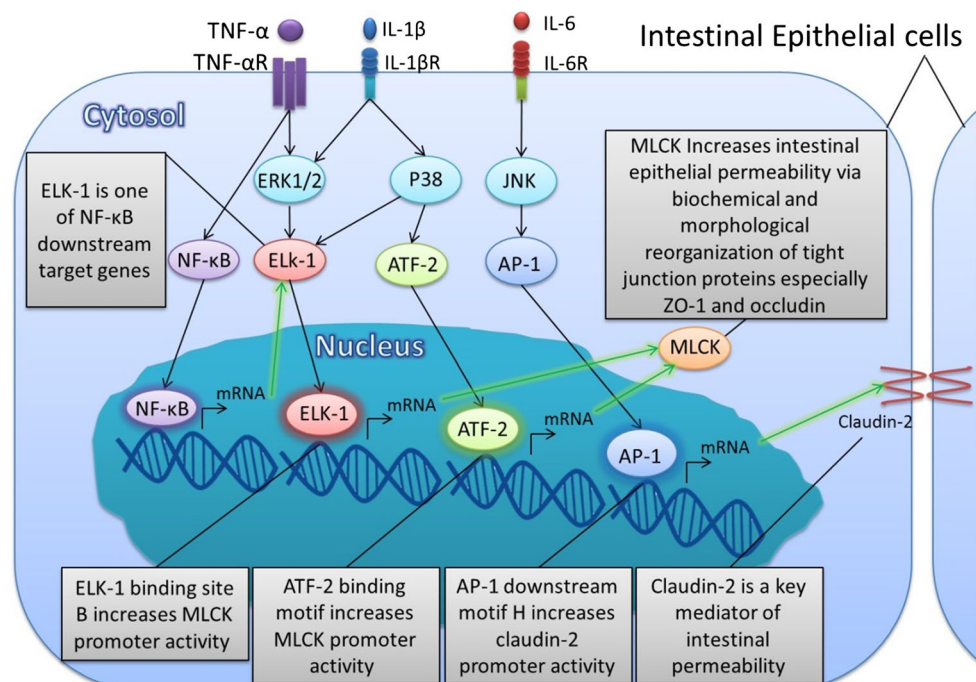 TNF-α
TNF-αR
IL-1β
IL-1βR
IL-6
IL-6R
Intestinal Epithelial cells
Cytosol
ELK-1 is one
of NF-κB
downstream
target genes
ERK1/2
P38
JNK
MLCK Increases intestinal
epithelial permeability via
biochemical and
morphological
reorganization of tight
junction proteins especially
ZO-1 and occludin
NF-κB
ELk-1
ATF-2
AP-1
Nucleus
MLCK
NF-κB
mRNA
ELK-1
mRNA
ATF-2
mRNA
AP-1
mRNA
Claudin-2
ELK-1 binding site
B increases MLCK
promoter activity
ATF-2 binding
motif increases
MLCK promoter
activity
AP-1 downstream
motif H increases
claudin-2
promoter activity
Claudin-2 is a key
mediator of
intestinal
permeability